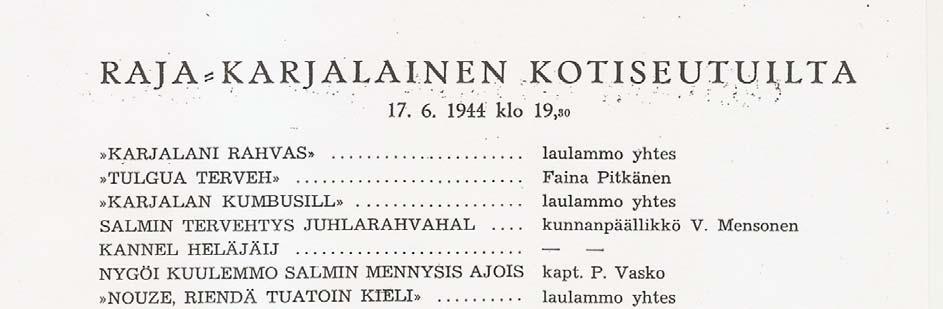 RAJA=KARJALAINEN KOTISEUTUILTA
17. 6. 1944 klo 19,30
»KARJALANI RAHVAS» ........................ laulammo yhtes
»TULGUA TERVEH» ............................ Faina Pitkänen
»KARJALAN KUMBUSILL» ..................... laulammo yhtes
SALMIN TERVEHTYS JUHLARAHVAHAL .... kunnanpäällikkö V. Mensonen
KANNEL HELÄJÄIJ ............................ — —
NYGÖI KUULEMMO SALMIN MENNYSIS AJOIS kapt. P. Vasko
»NOUZE, RIENDÄ TUATOIN KIELI» .......... laulammo yhtes